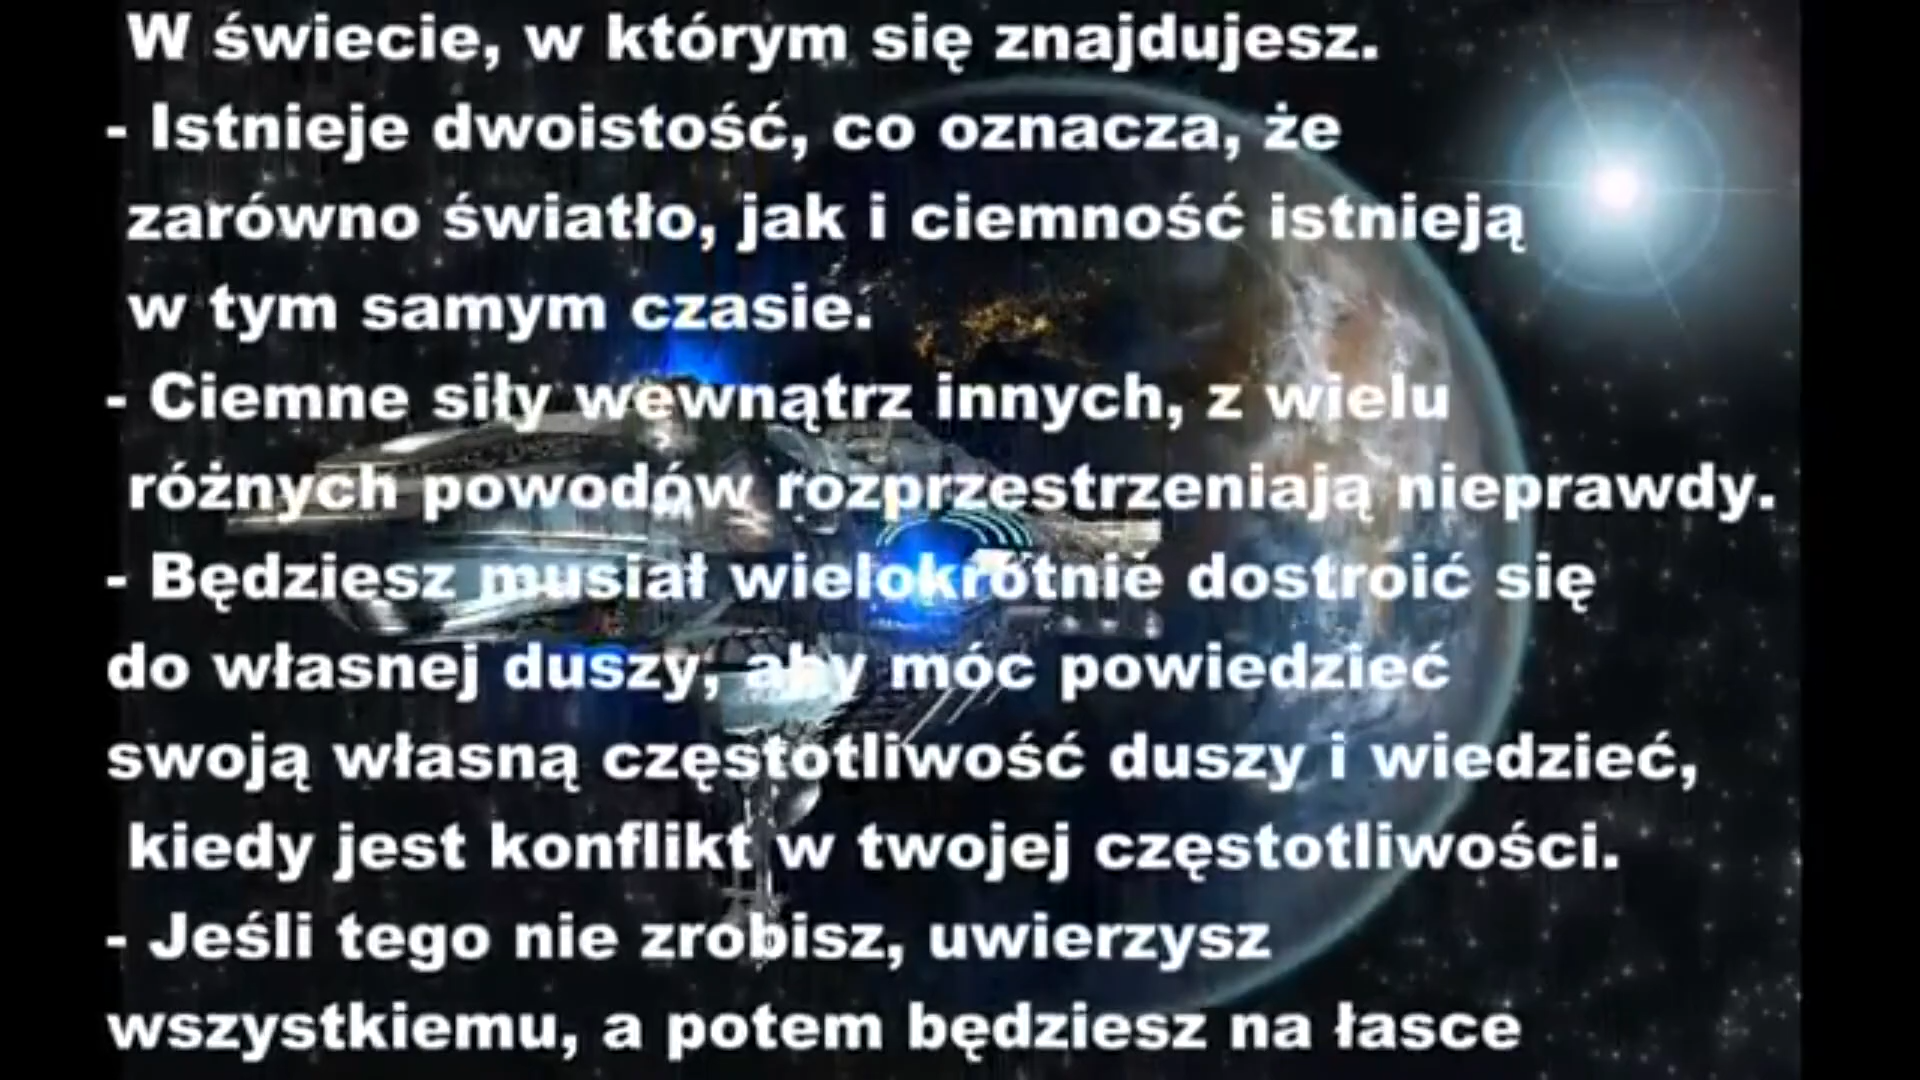 W świecie, w którym się znajdujesz.
- Istnieje dwoistość, co oznacza, że
zarówno światło, jak i ciemność istnieją
w tym samym czasie.
- Ciemne siły wewnątrz innych, z wielu
różnych powodów rozprzestrzeniają nieprawdy.
- Będziesz musiał wielokrotnie dostroić się
do własnej duszy, aby móc powiedzieć
swoją własną częstotliwość duszy i wiedzieć,
kiedy jest konflikt w twojej częstotliwości.
- Jeśli tego nie zrobisz, uwierzysz
wszystkiemu, a potem będziesz na łasce